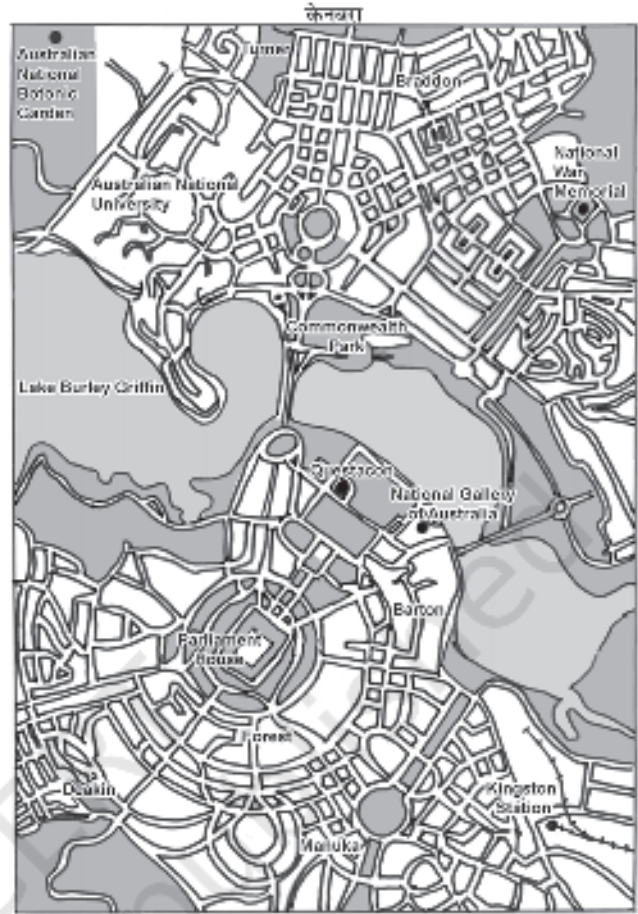 केनबरा
Australian
National
Botonic
Garden
Turner
Braddon
National
War
Memorial
Australian National
University
Commonwealth
Park
Lake Burley Griffin
Questacon
National Gallery
of Australia
Barton
Parliament
House
Forest
Deakin
Kingston
Station
Manuka